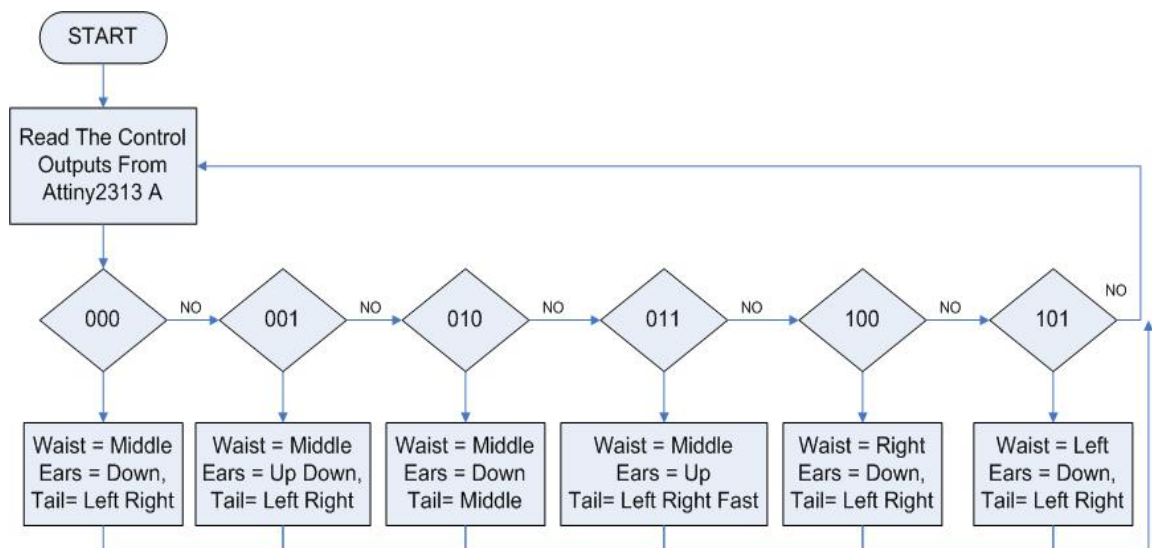 START
Read The Control
Outputs From
Attiny2313 A
000
NO
001
NO
010
NO
011
NO
100
NO
101
NO
Waist = Middle
Ears = Down,
Tail= Left Right
Waist = Middle
Ears = Up Down,
Tail= Left Right
Waist = Middle
Ears = Down
Tail= Middle
Waist = Middle
Ears = Up
Tail= Left Right Fast
Waist = Right
Ears = Down,
Tail= Left Right
Waist = Left
Ears = Down,
Tail= Left Right